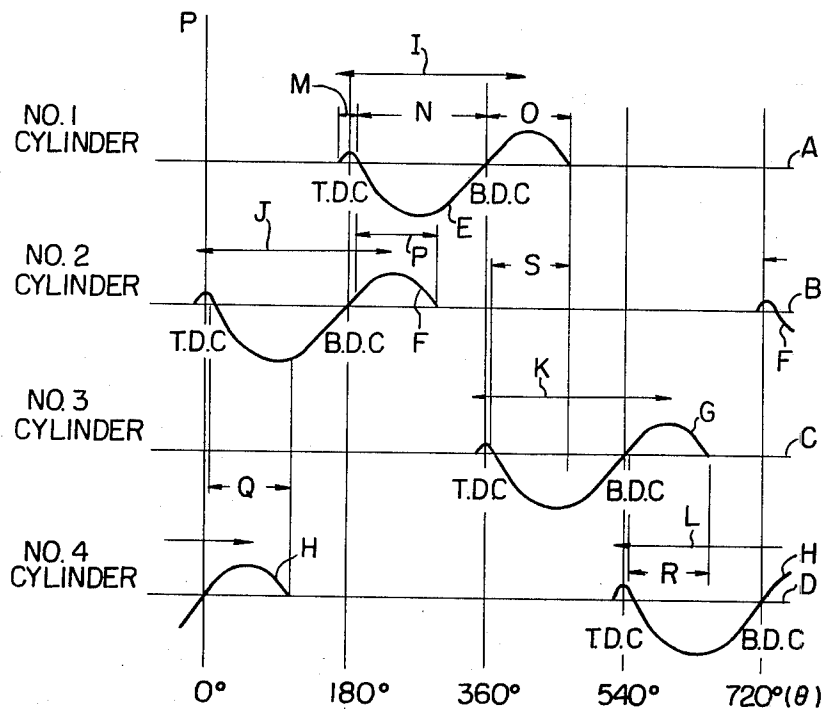 P
I
M
N
O
NO. 1
CYLINDER
A
T.D.C
B.D.C
E
J
P
S
NO. 2
CYLINDER
B
T.D.C
B.D.C
F
F
K
NO. 3
CYLINDER
G
C
Q
T.D.C
B.D.C
L
NO. 4
CYLINDER
H
R
H
D
T.D.C
B.D.C
0° 180° 360° 540° 720°(θ)